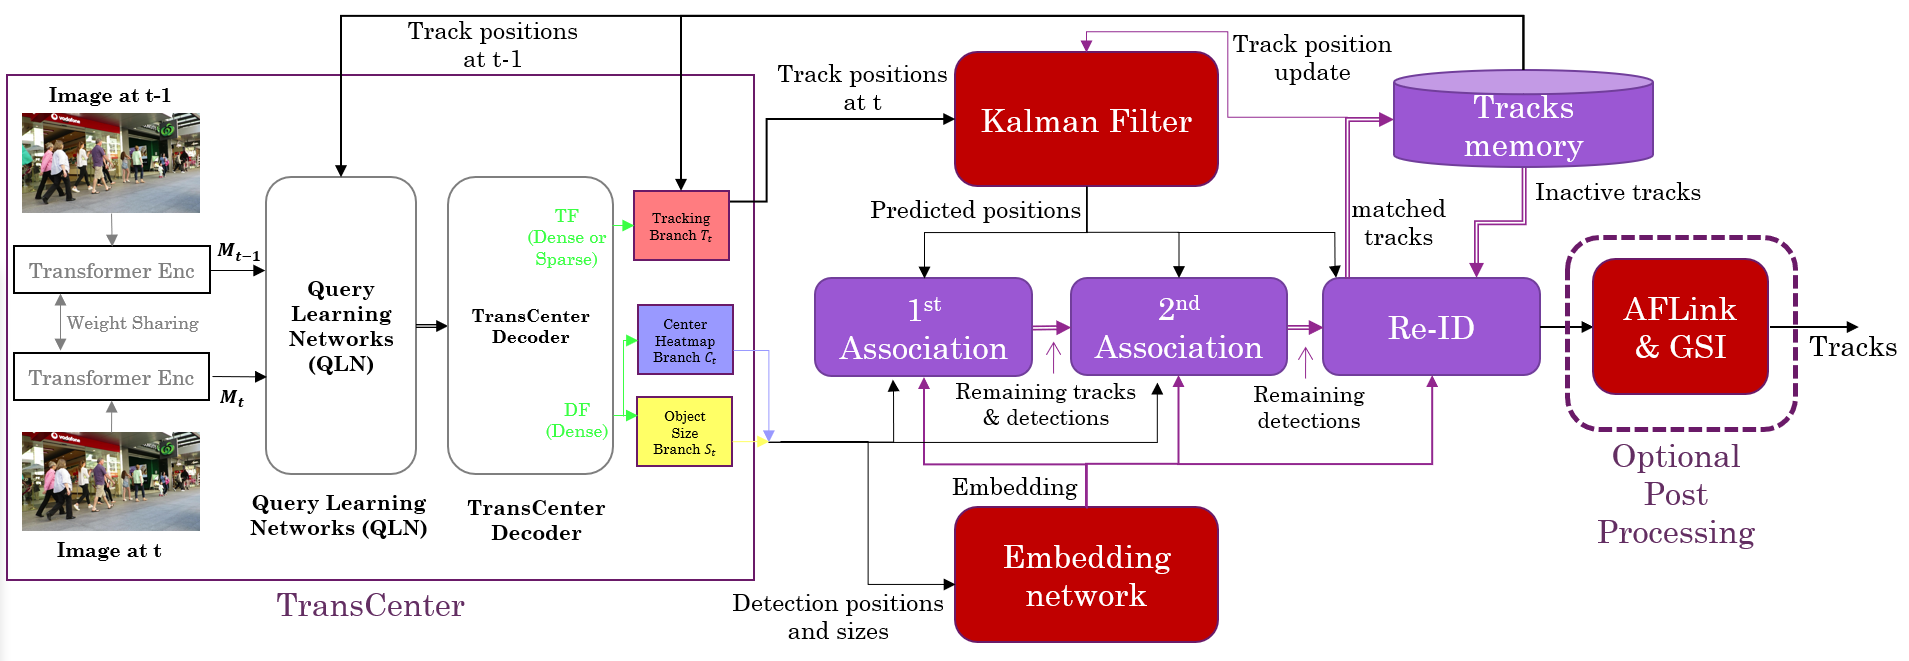 Track positions
at t-1
Image at t-1
vodafone
Transformer Enc
M_{t-1}
Weight Sharing
Transformer Enc
M_t
vodafone
Image at t
Query
Learning
Networks
(QLN)
Query Learning
Networks (QLN)
TransCenter
Decoder
TransCenter
Decoder
TF
(Dense or
Sparse)
DF
(Dense)
Tracking
Branch T_t
Center
Heatmap
Branch C_t
Object
Size
Branch S_t
TransCenter
Track positions
at t
Kalman Filter
Track position
update
Tracks
memory
Predicted positions
matched
tracks
Inactive tracks
1st
Association
2nd
Association
Re-ID
AFLink
& GSI
Tracks
Remaining tracks
& detections
Remaining
detections
Optional
Post
Processing
Embedding
Embedding
network
Detection positions
and sizes